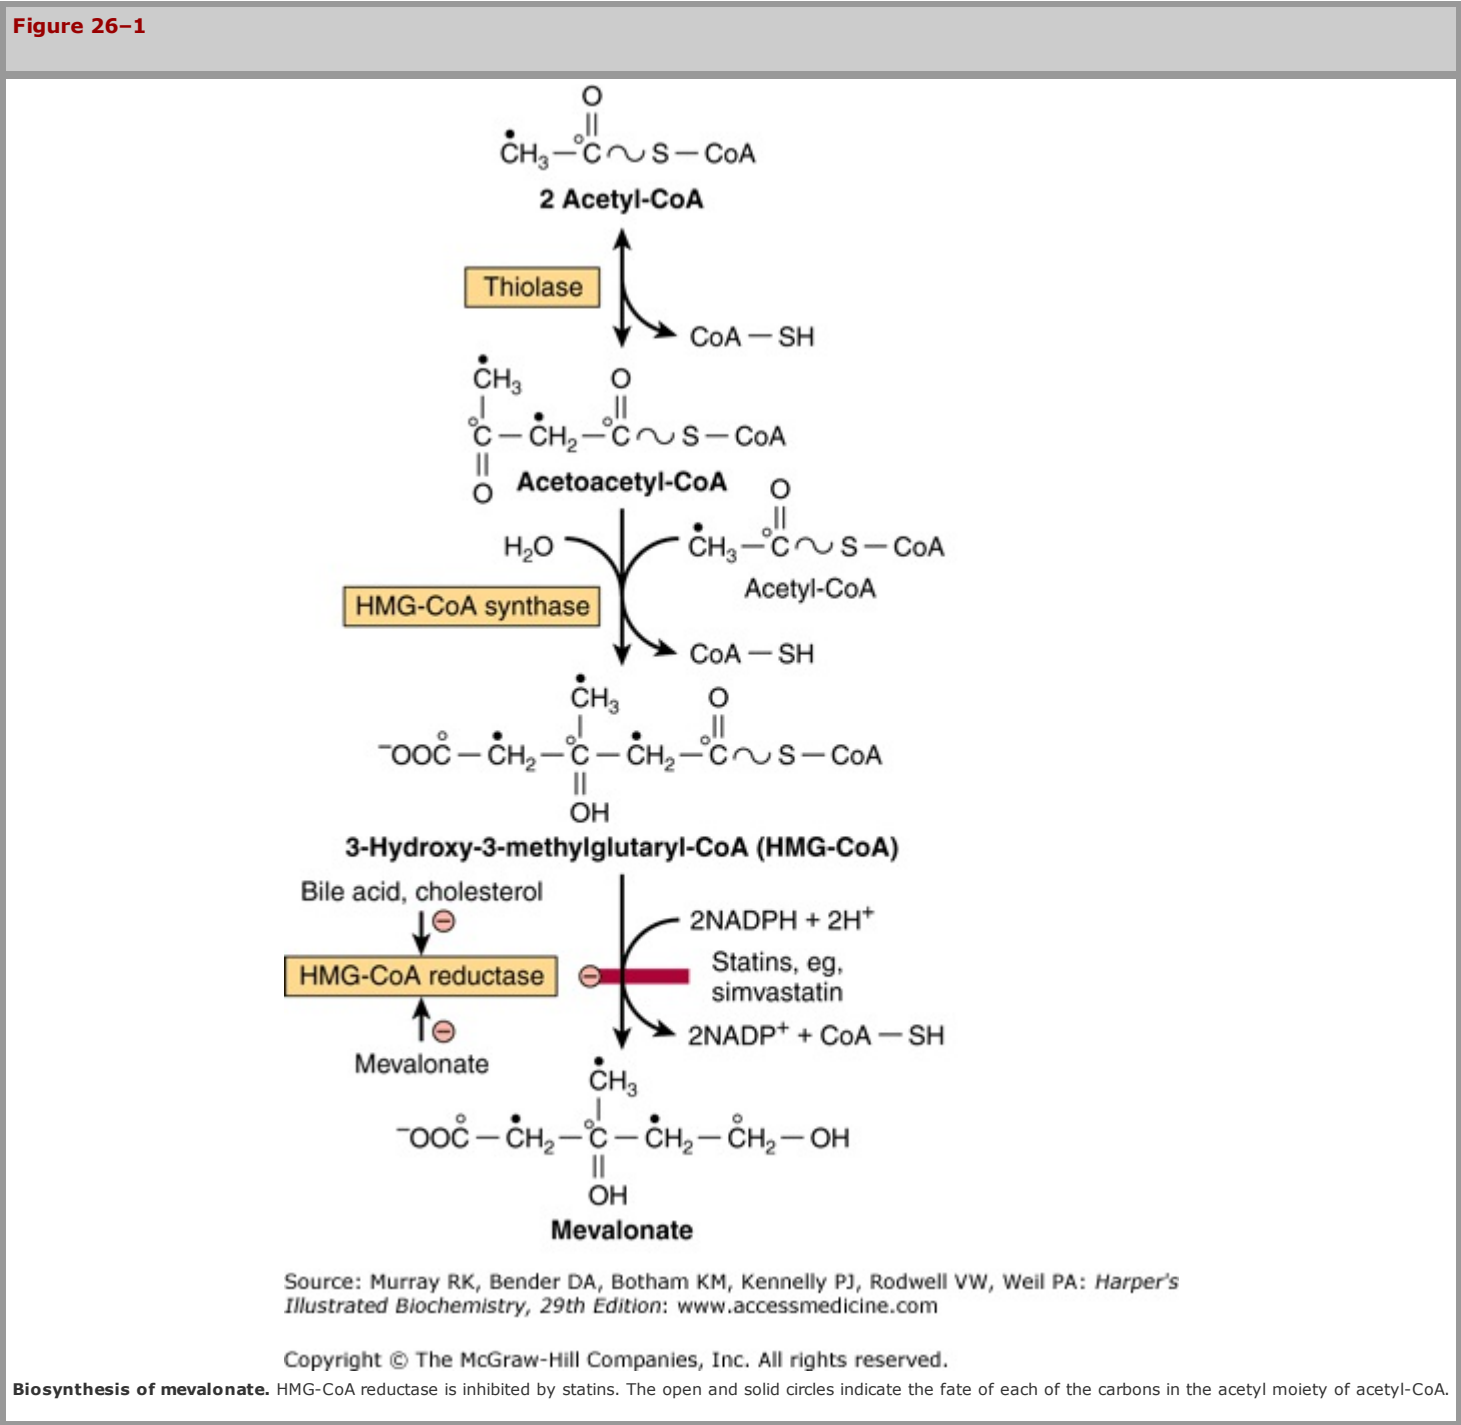 Figure 26–1
O
||
CH3—C~S—CoA
2 Acetyl-CoA
Thiolase
CoA—SH
CH3
O
|
||
C—CH2—C~S—CoA
||
O
Acetoacetyl-CoA
O
||
H2O
CH3—C~S—CoA
Acetyl-CoA
HMG-CoA synthase
CoA—SH
CH3
O
|
||
⁻OOC—CH2—C—CH2—C~S—CoA
||
OH
3-Hydroxy-3-methylglutaryl-CoA (HMG-CoA)
Bile acid, cholesterol
−
2NADPH + 2H⁺
HMG-CoA reductase
−
Statins, eg,
simvastatin
−
2NADP⁺ + CoA—SH
Mevalonate
CH3
|
⁻OOC—CH2—C—CH2—CH2—OH
||
OH
Mevalonate
Source: Murray RK, Bender DA, Botham KM, Kennelly PJ, Rodwell VW, Weil PA: Harper's
Illustrated Biochemistry, 29th Edition: www.accessmedicine.com
Copyright © The McGraw-Hill Companies, Inc. All rights reserved.
Biosynthesis of mevalonate. HMG-CoA reductase is inhibited by statins. The open and solid circles indicate the fate of each of the carbons in the acetyl moiety of acetyl-CoA.